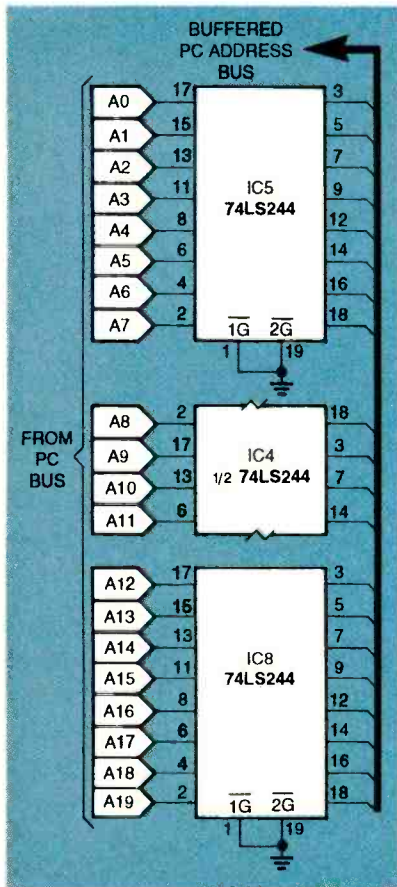 BUFFERED
PC ADDRESS
BUS
A0 17 3
A1 15 5
A2 13 7
A3 11 9
IC5
74LS244
A4 8 12
A5 6 14
A6 4 16
A7 2 18
1G 2G
1 19
FROM
PC
BUS
A8 2 18
A9 17 3
IC4
1/2 74LS244
A10 13 7
A11 6 14
A12 17 3
A13 15 5
A14 13 7
A15 11 9
IC8
74LS244
A16 8 12
A17 6 14
A18 4 16
A19 2 18
1G 2G
1 19